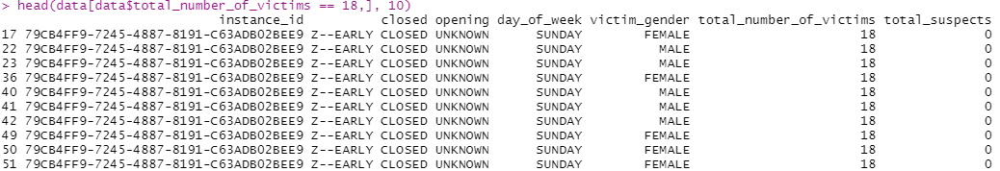 > head(data[data$total_number_of_victims == 18,], 10)
instance_id closed opening day_of_week victim_gender total_number_of_victims total_suspects
17 79CB4FF9-7245-4887-8191-C63ADB02BEE9 Z--EARLY CLOSED UNKNOWN SUNDAY FEMALE 18 0
22 79CB4FF9-7245-4887-8191-C63ADB02BEE9 Z--EARLY CLOSED UNKNOWN SUNDAY MALE 18 0
23 79CB4FF9-7245-4887-8191-C63ADB02BEE9 Z--EARLY CLOSED UNKNOWN SUNDAY MALE 18 0
36 79CB4FF9-7245-4887-8191-C63ADB02BEE9 Z--EARLY CLOSED UNKNOWN SUNDAY FEMALE 18 0
40 79CB4FF9-7245-4887-8191-C63ADB02BEE9 Z--EARLY CLOSED UNKNOWN SUNDAY MALE 18 0
41 79CB4FF9-7245-4887-8191-C63ADB02BEE9 Z--EARLY CLOSED UNKNOWN SUNDAY MALE 18 0
42 79CB4FF9-7245-4887-8191-C63ADB02BEE9 Z--EARLY CLOSED UNKNOWN SUNDAY MALE 18 0
49 79CB4FF9-7245-4887-8191-C63ADB02BEE9 Z--EARLY CLOSED UNKNOWN SUNDAY FEMALE 18 0
50 79CB4FF9-7245-4887-8191-C63ADB02BEE9 Z--EARLY CLOSED UNKNOWN SUNDAY FEMALE 18 0
51 79CB4FF9-7245-4887-8191-C63ADB02BEE9 Z--EARLY CLOSED UNKNOWN SUNDAY FEMALE 18 0